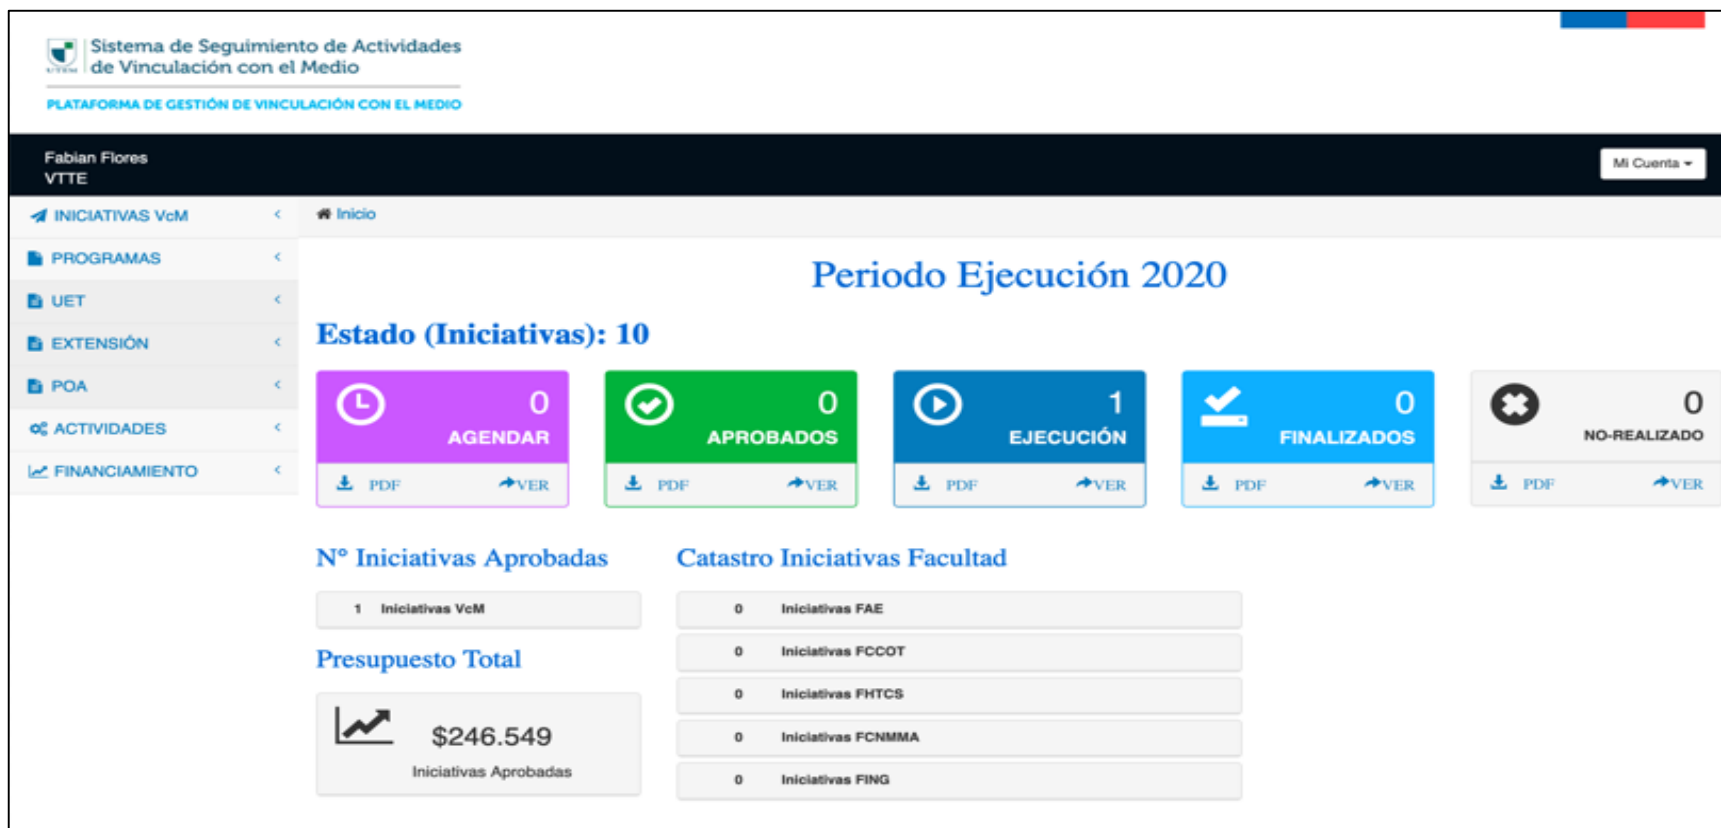 Sistema de Seguimiento de Actividades
de Vinculación con el Medio
UTEM
PLATAFORMA DE GESTIÓN DE VINCULACIÓN CON EL MEDIO
Fabian Flores
VTTE
Mi Cuenta
INICIATIVAS VcM
PROGRAMAS
UET
EXTENSIÓN
POA
ACTIVIDADES
FINANCIAMIENTO
Inicio
Periodo Ejecución 2020
Estado (Iniciativas): 10
0
AGENDAR
PDF VER
0
APROBADOS
PDF VER
1
EJECUCIÓN
PDF VER
0
FINALIZADOS
PDF VER
0
NO-REALIZADO
PDF VER
N° Iniciativas Aprobadas
1 Iniciativas VcM
Presupuesto Total
$246.549
Iniciativas Aprobadas
Catastro Iniciativas Facultad
0 Iniciativas FAE
0 Iniciativas FCCOT
0 Iniciativas FHTCS
0 Iniciativas FCNMMA
0 Iniciativas FING